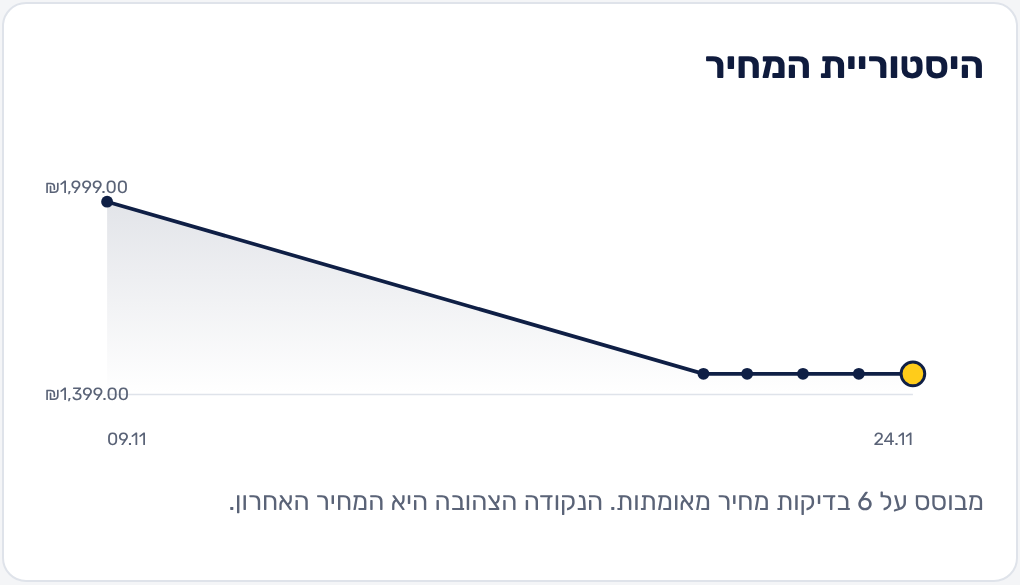 היסטוריית המחיר
₪1,999.00
₪1,399.00
09.11
24.11
מבוסס על 6 בדיקות מחיר מאומתות. הנקודה הצהובה היא המחיר האחרון.